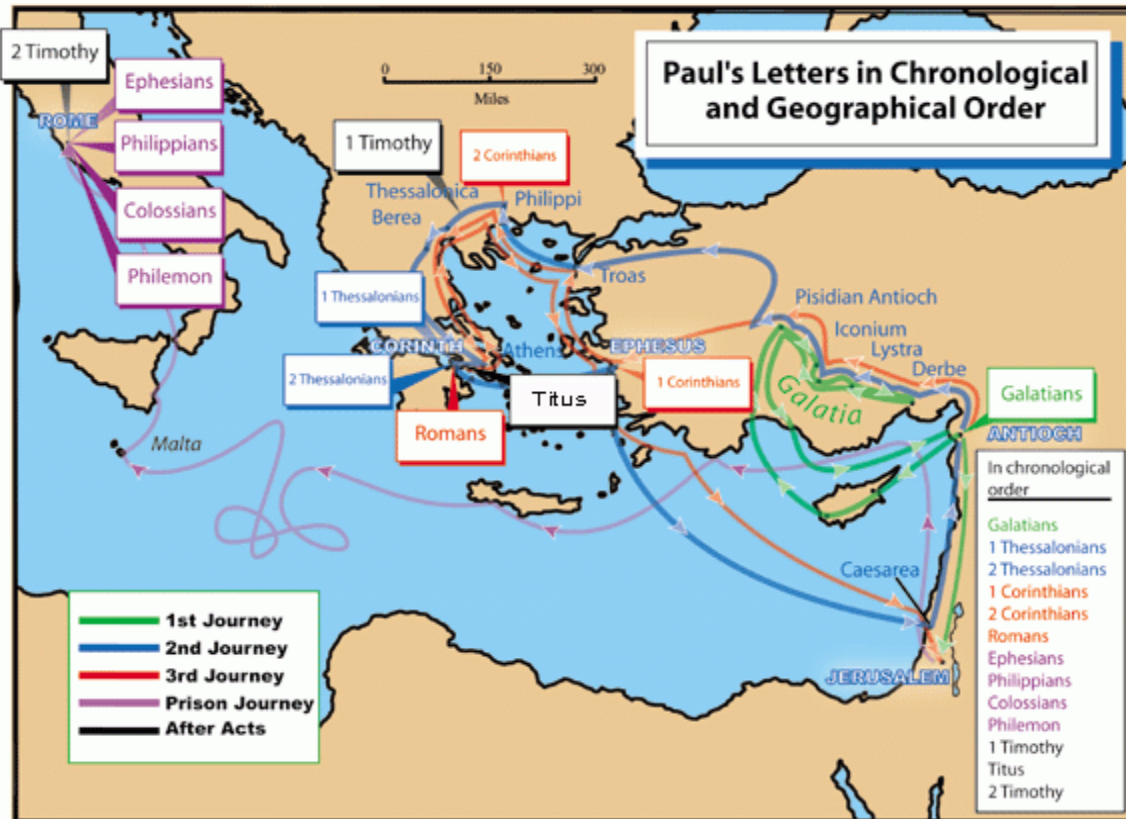 Paul's Letters in Chronological
and Geographical Order
0 150 300
Miles
2 Timothy
Ephesians
ROME
Philippians
Colossians
Philemon
1 Timothy
2 Corinthians
Thessalonica
Philippi
Berea
Troas
1 Thessalonians
Pisidian Antioch
Iconium
Lystra
Derbe
CORINTH
Athens
EPHESUS
2 Thessalonians
Titus
1 Corinthians
Galatia
Galatians
Romans
ANTIOCH
Malta
Caesarea
JERUSALEM
In chronological
order
Galatians
1 Thessalonians
2 Thessalonians
1 Corinthians
2 Corinthians
Romans
Ephesians
Philippians
Colossians
Philemon
1 Timothy
Titus
2 Timothy
1st Journey
2nd Journey
3rd Journey
Prison Journey
After Acts